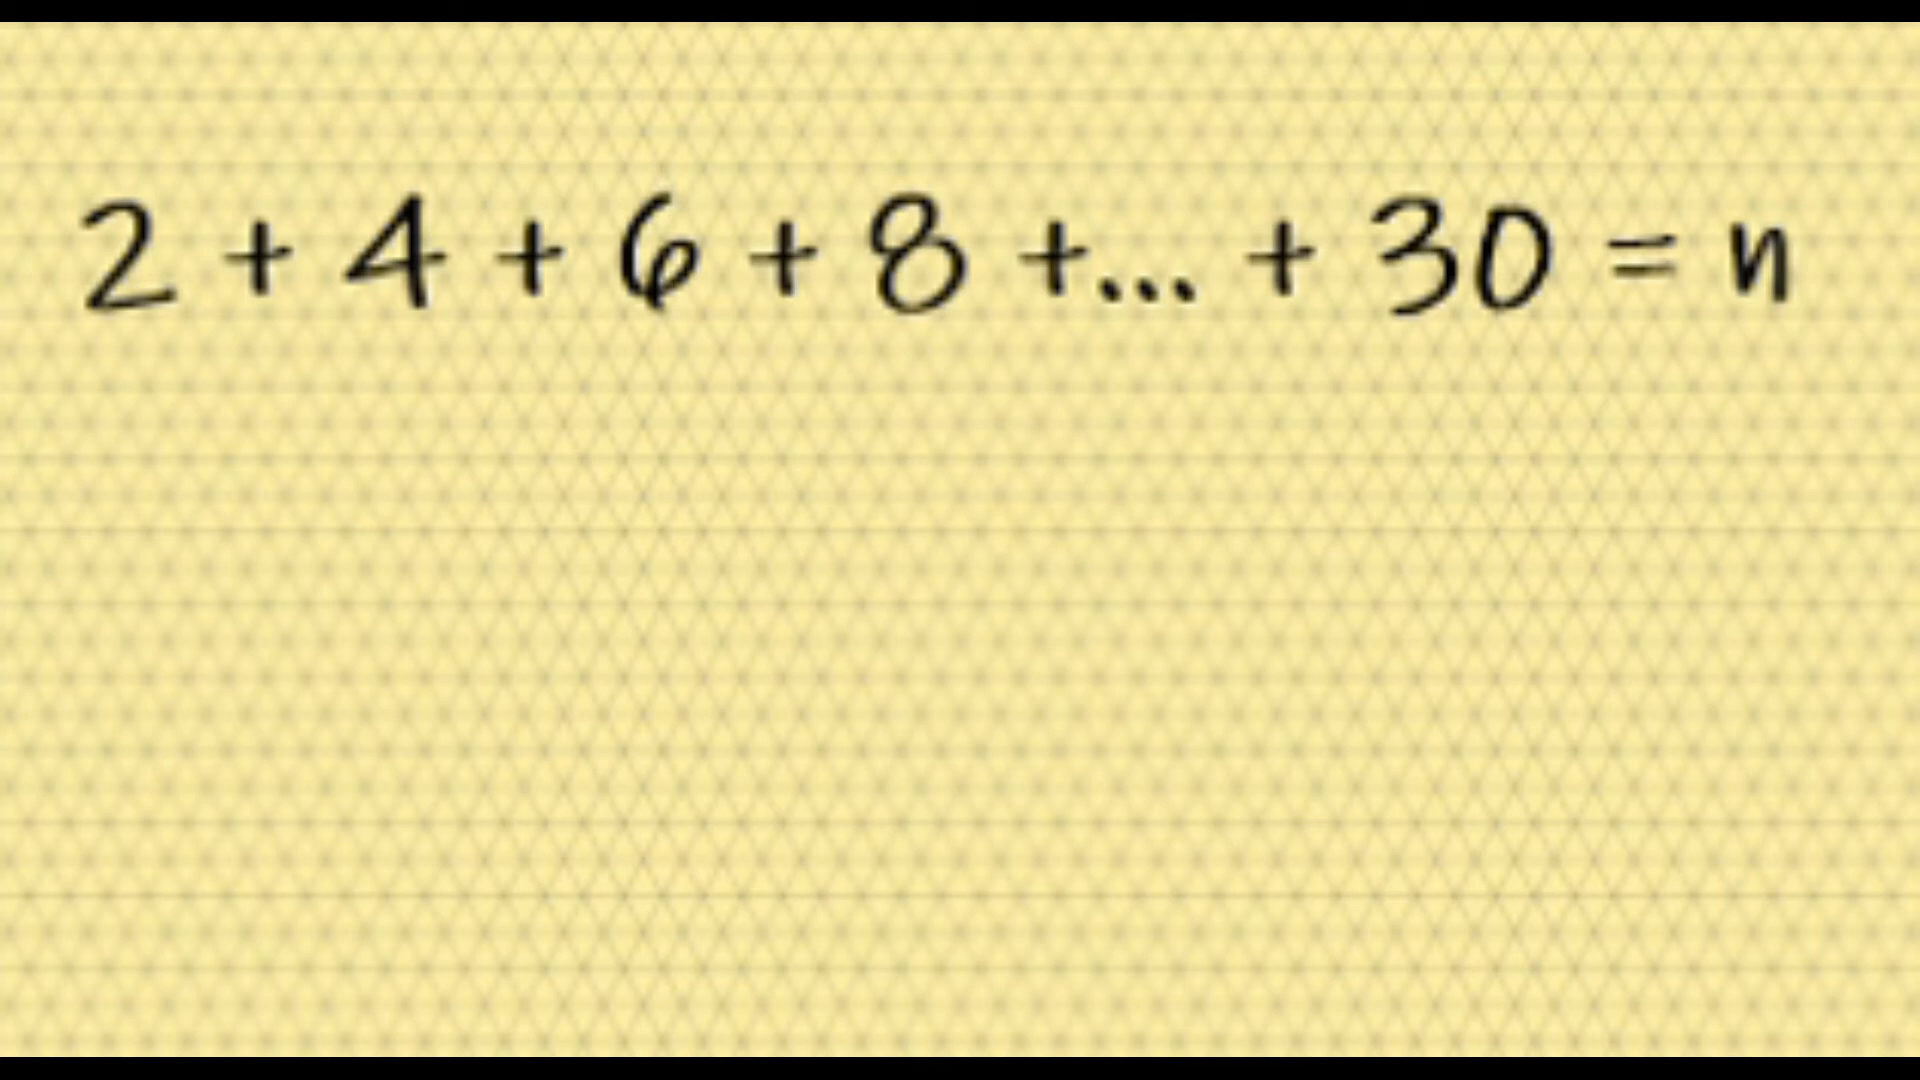 2 + 4 + 6 + 8 +... + 30 = n